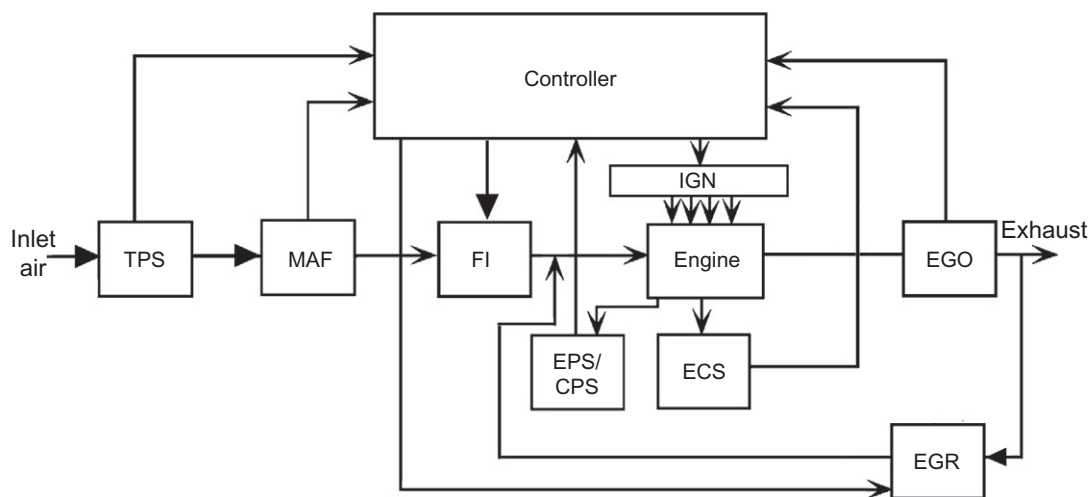 Controller
IGN
Inlet
air
TPS
MAF
FI
Engine
EGO
Exhaust
EPS/
CPS
ECS
EGR